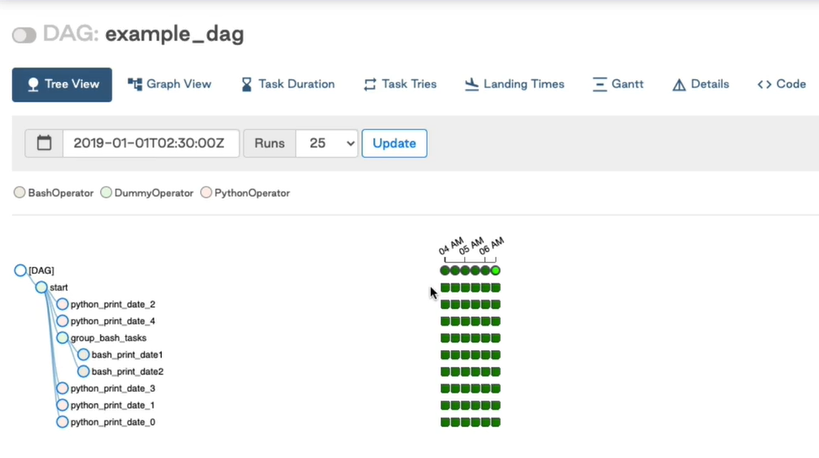 DAG: example_dag
Tree View Graph View Task Duration Task Tries Landing Times Gantt Details <> Code
2019-01-01T02:30:00Z Runs 25 Update
BashOperator DummyOperator PythonOperator
04 AM 05 AM 06 AM
[DAG]
start
python_print_date_2
python_print_date_4
group_bash_tasks
bash_print_date1
bash_print_date2
python_print_date_3
python_print_date_1
python_print_date_0